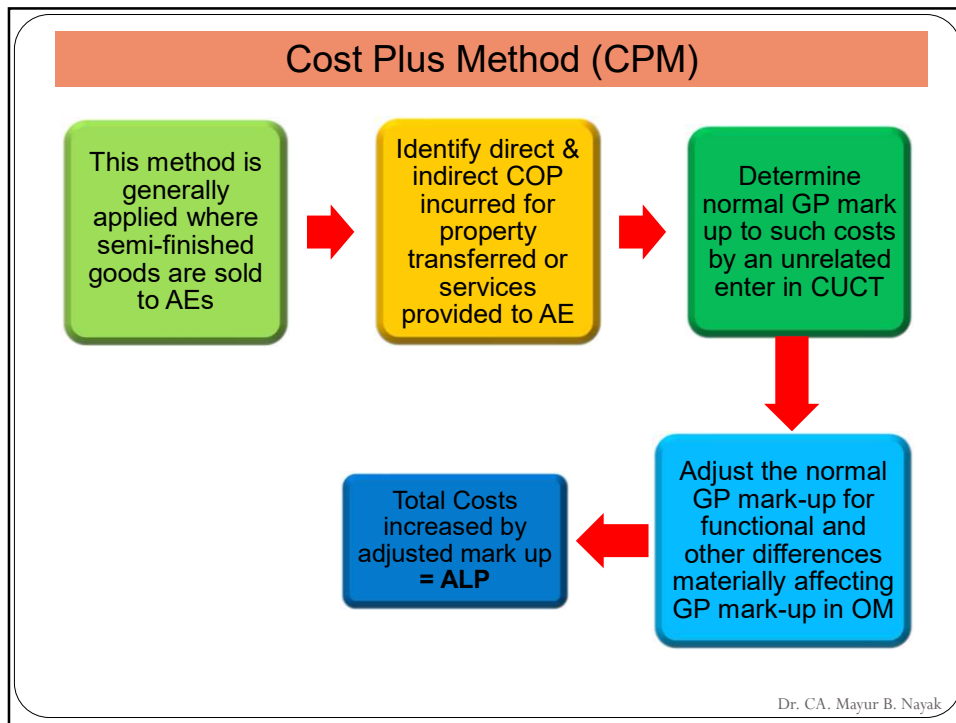 Cost Plus Method (CPM)
This method is
generally
applied where
semi-finished
goods are sold
to AEs
Identify direct &
indirect COP
incurred for
property
transferred or
services
provided to AE
Determine
normal GP mark
up to such costs
by an unrelated
enter in CUCT
Adjust the normal
GP mark-up for
functional and
other differences
materially affecting
GP mark-up in OM
Total Costs
increased by
adjusted mark up
= ALP
Dr. CA. Mayur B. Nayak